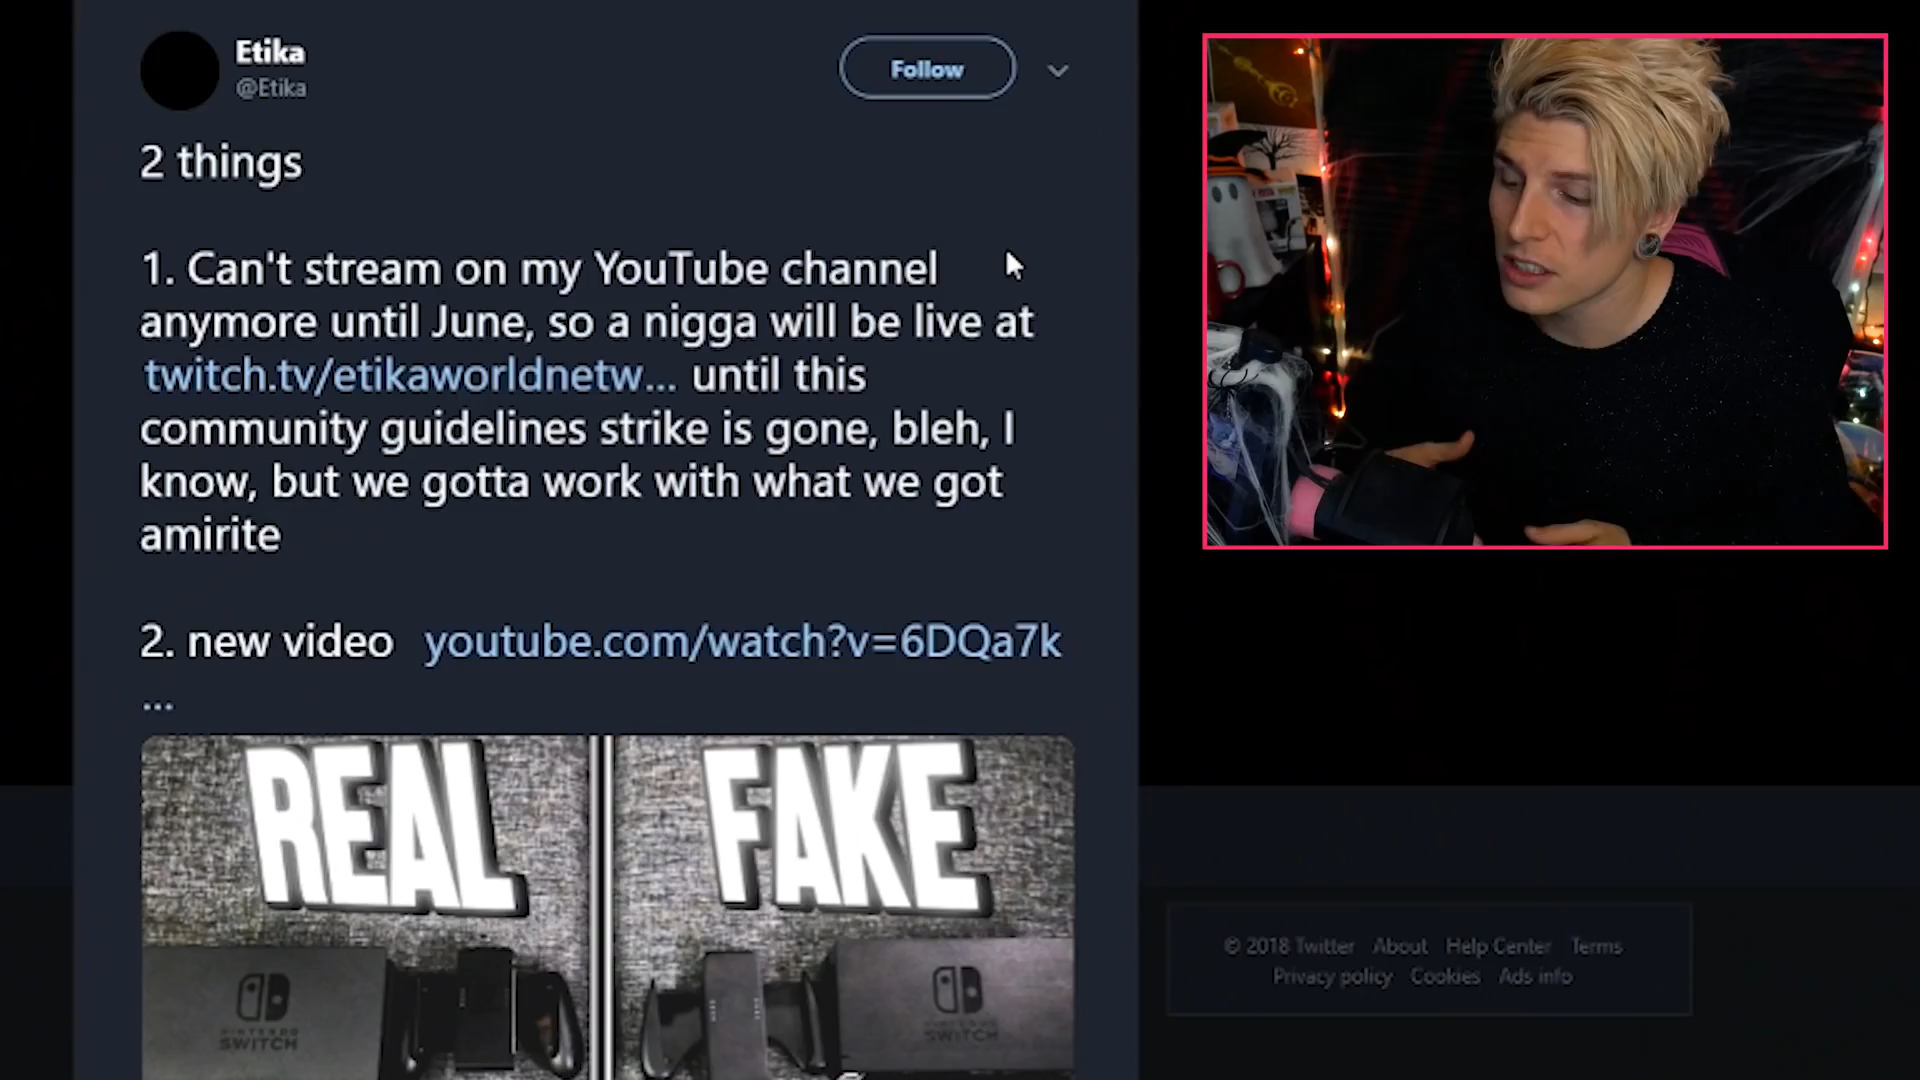 Etika
@Etika
Follow
2 things
1. Can't stream on my YouTube channel
anymore until June, so a nigga will be live at
twitch.tv/etikaworldnetw... until this
community guidelines strike is gone, bleh, I
know, but we gotta work with what we got
amirite
2. new video youtube.com/watch?v=6DQa7k
...
REAL
FAKE
NINTENDO
SWITCH
NINTENDO
SWITCH
© 2018 Twitter About Help Center Terms
Privacy policy Cookies Ads info